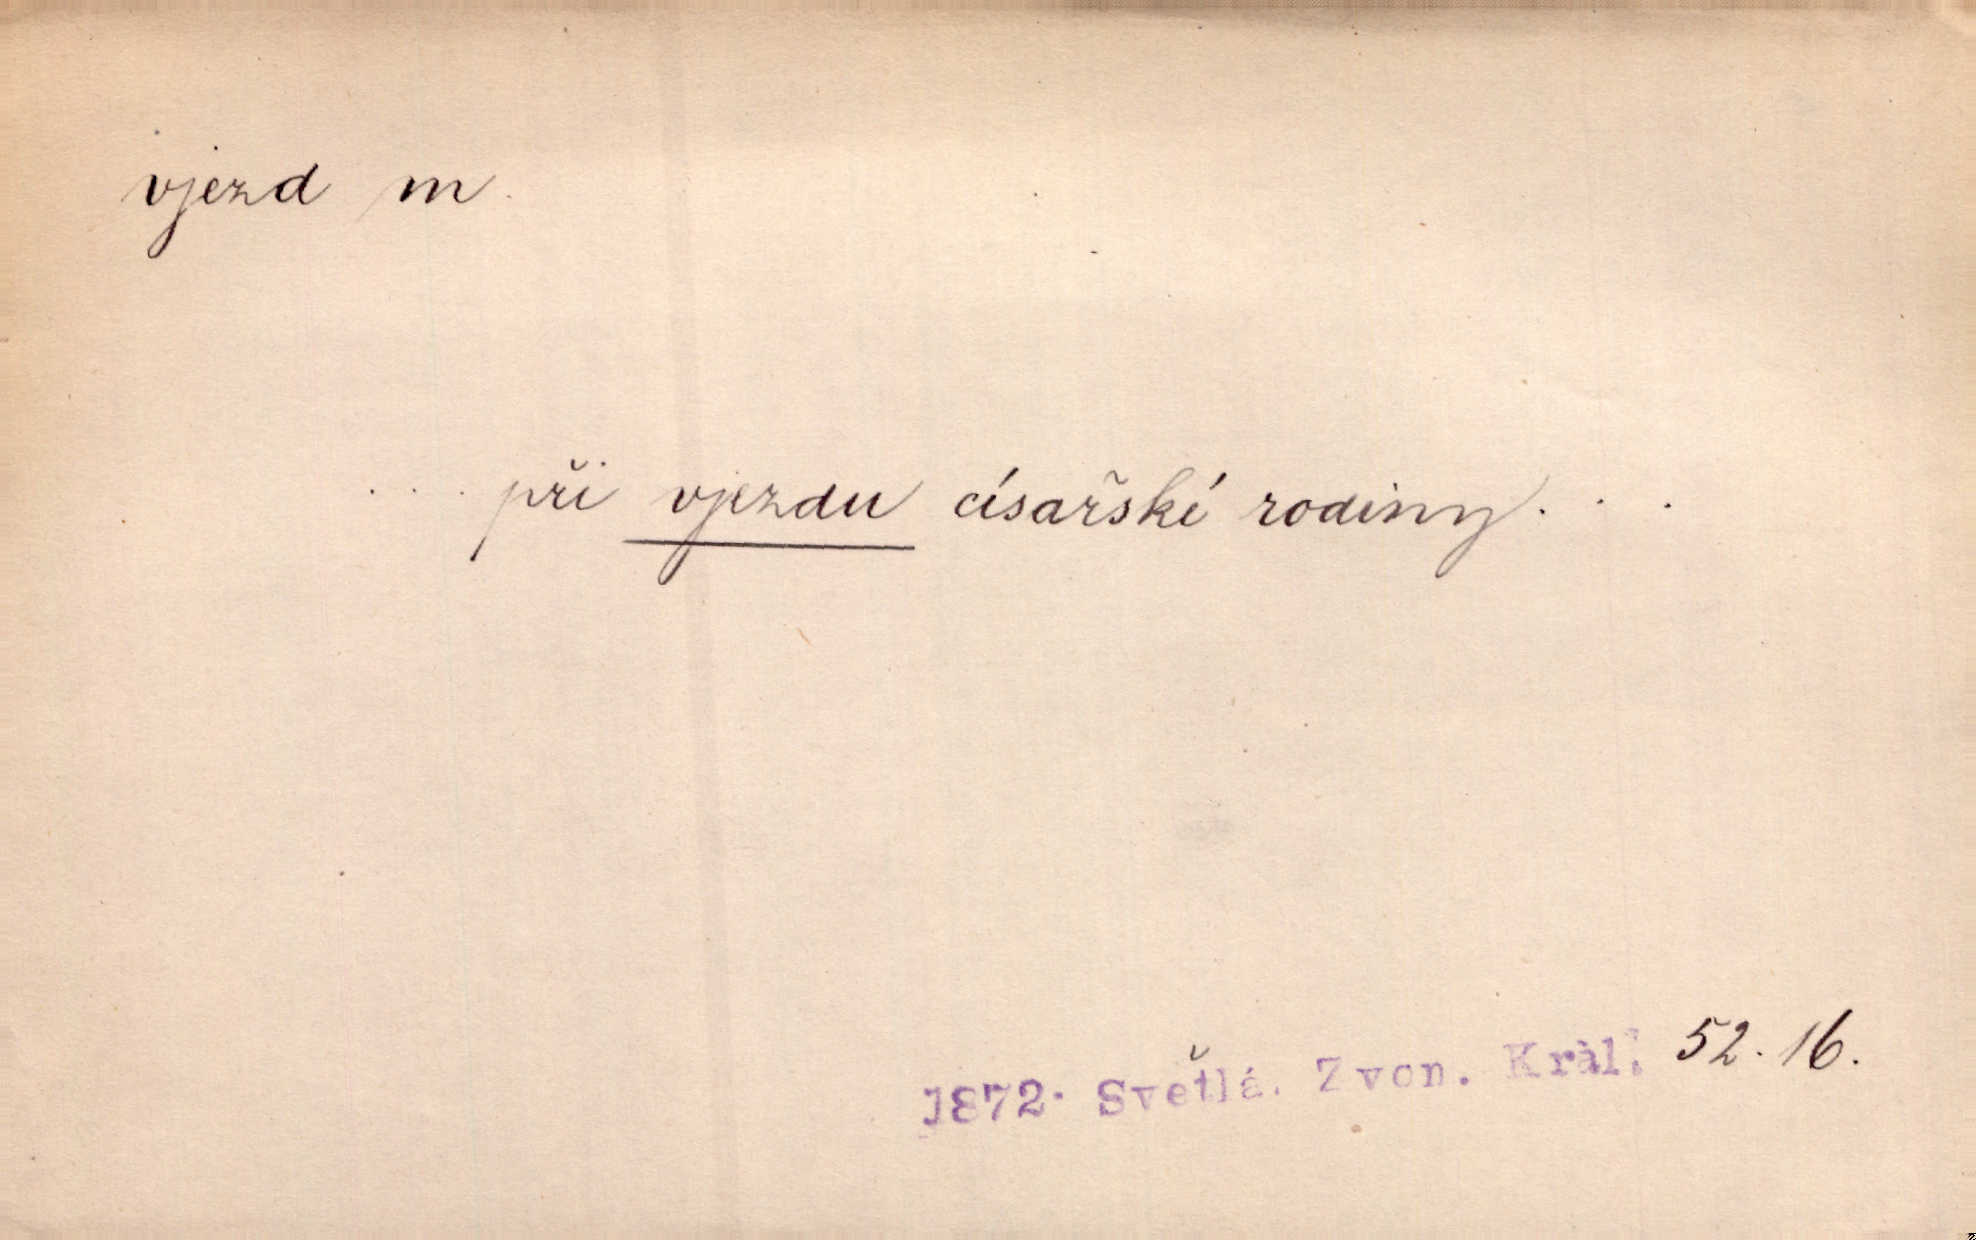 vjezd m.
... při vjezdu císařské rodiny...
1872. Světlá. Zvon. Král. 52. 16.